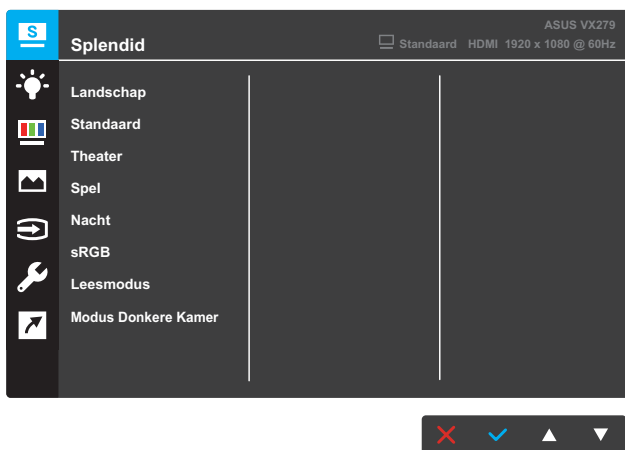 S
ASUS VX279
Splendid
Standaard HDMI 1920 x 1080 @ 60Hz
Landschap
Standaard
Theater
Spel
Nacht
sRGB
Leesmodus
Modus Donkere Kamer